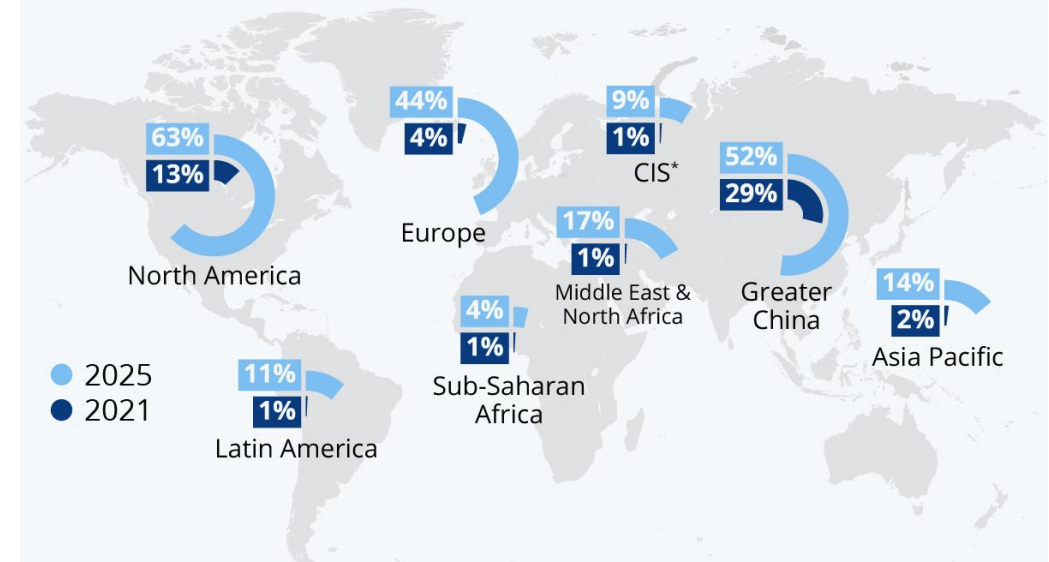 63%
13%
North America
44%
4%
Europe
9%
1%
CIS*
52%
29%
Greater
China
17%
1%
Middle East &
North Africa
14%
2%
Asia Pacific
4%
1%
Sub-Saharan
Africa
11%
1%
Latin America
2025
2021